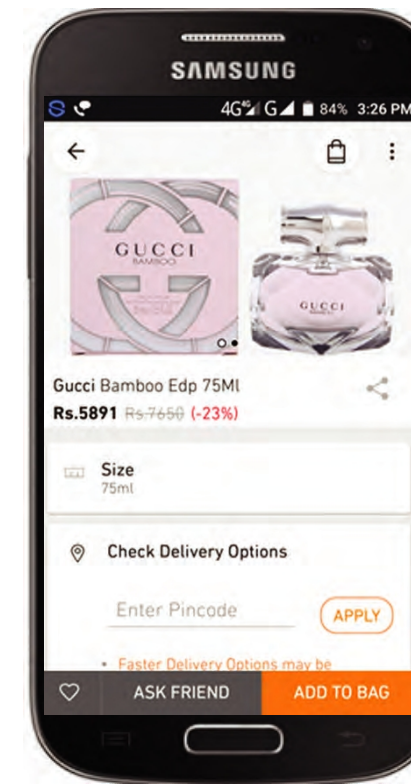 SAMSUNG
4G 4G G 84% 3:26 PM
GUCCI
BAMBOO
GUCCI
Gucci Bamboo Edp 75Ml
Rs.5891 Rs.7650 (-23%)
Size
75ml
Check Delivery Options
Enter Pincode
APPLY
• Faster Delivery Options may be
ASK FRIEND
ADD TO BAG